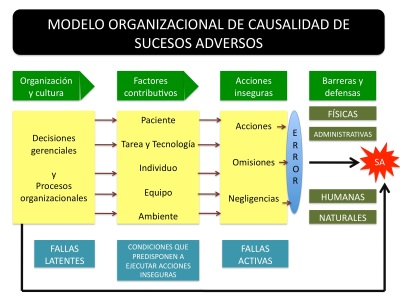 MODELO ORGANIZACIONAL DE CAUSALIDAD DE
SUCESOS ADVERSOS
Organización
y cultura
Factores
contributivos
Acciones
inseguras
Barreras y
defensas
Decisiones
gerenciales
y
Procesos
organizacionales
Paciente
Tarea y Tecnología
Individuo
Equipo
Ambiente
Acciones
Omisiones
Negligencias
E
R
R
O
R
FÍSICAS
ADMINISTRATIVAS
SA
HUMANAS
NATURALES
FALLAS
LATENTES
CONDICIONES QUE
PREDISPONEN A
EJECUTAR ACCIONES
INSEGURAS
FALLAS
ACTIVAS